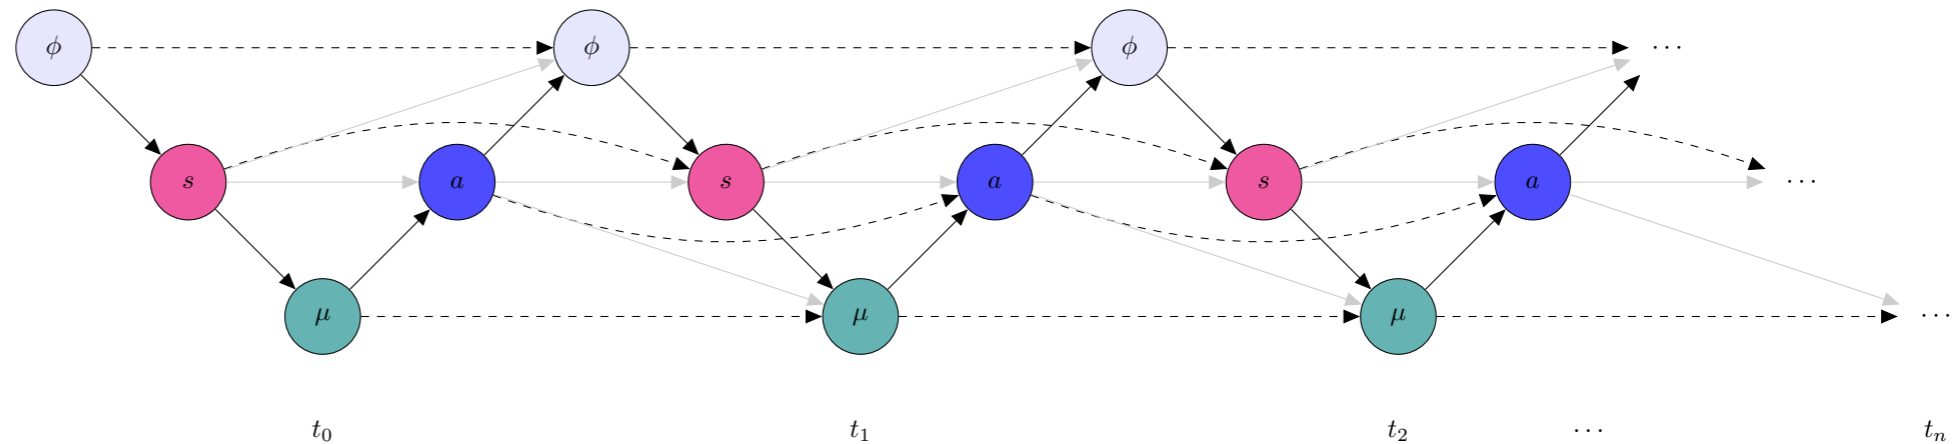 ϕ ϕ ϕ ⋯
s a s a s a ⋯
μ μ μ ⋯
t₀ t₁ t₂ ⋯ tₙ